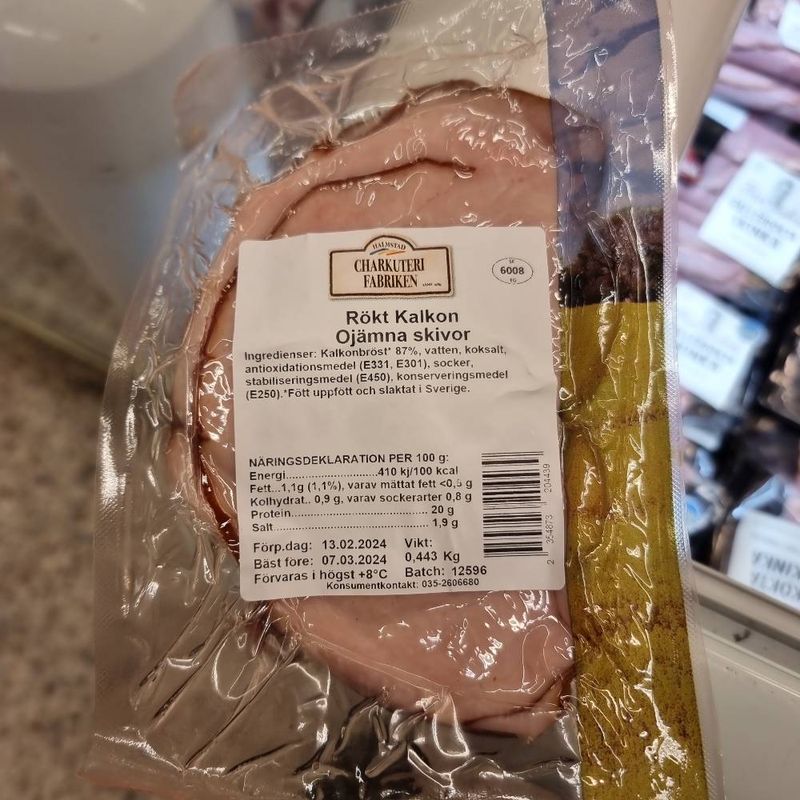 HALMSTAD
CHARKUTERI
FABRIKEN
SE
6008
EG
Rökt Kalkon
Ojämna skivor
Ingredienser: Kalkonbröst* 87%, vatten, koksalt,
antioxidationsmedel (E331, E301), socker,
stabiliseringsmedel (E450), konserveringsmedel
(E250).*Fött uppfött och slaktat i Sverige.
NÄRINGSDEKLARATION PER 100 g:
Energi.......................410 kj/100 kcal
Fett...1,1g (1,1%), varav mättat fett <0,5 g
Kolhydrat.. 0,9 g, varav sockerarter 0,8 g
Protein.................................. 20 g
Salt....................................... 1,9 g
Förp.dag: 13.02.2024 Vikt:
Bäst före: 07.03.2024 0,443 Kg
Förvaras i högst +8°C Batch: 12596
Konsumentkontakt: 035-2606680
2 354873 204439